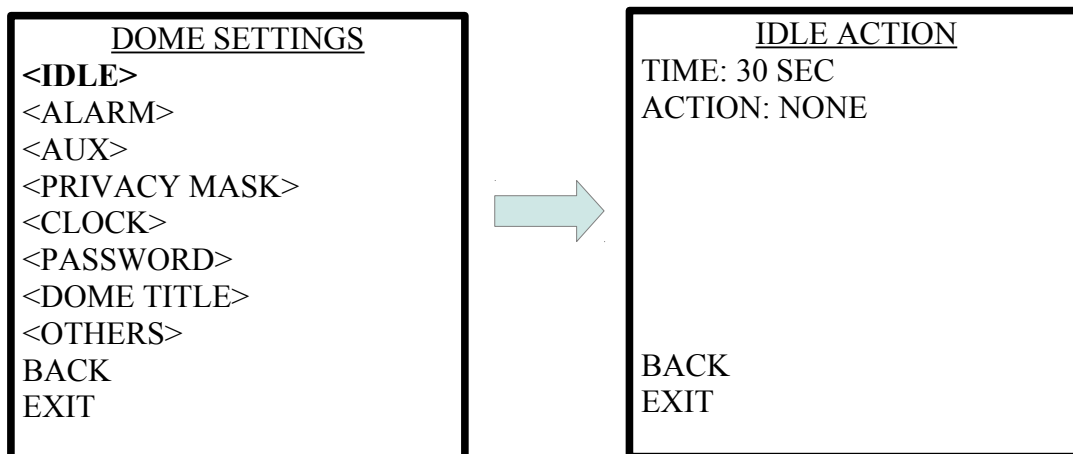 DOME SETTINGS
<IDLE>
<ALARM>
<AUX>
<PRIVACY MASK>
<CLOCK>
<PASSWORD>
<DOME TITLE>
<OTHERS>
BACK
EXIT
IDLE ACTION
TIME: 30 SEC
ACTION: NONE
BACK
EXIT